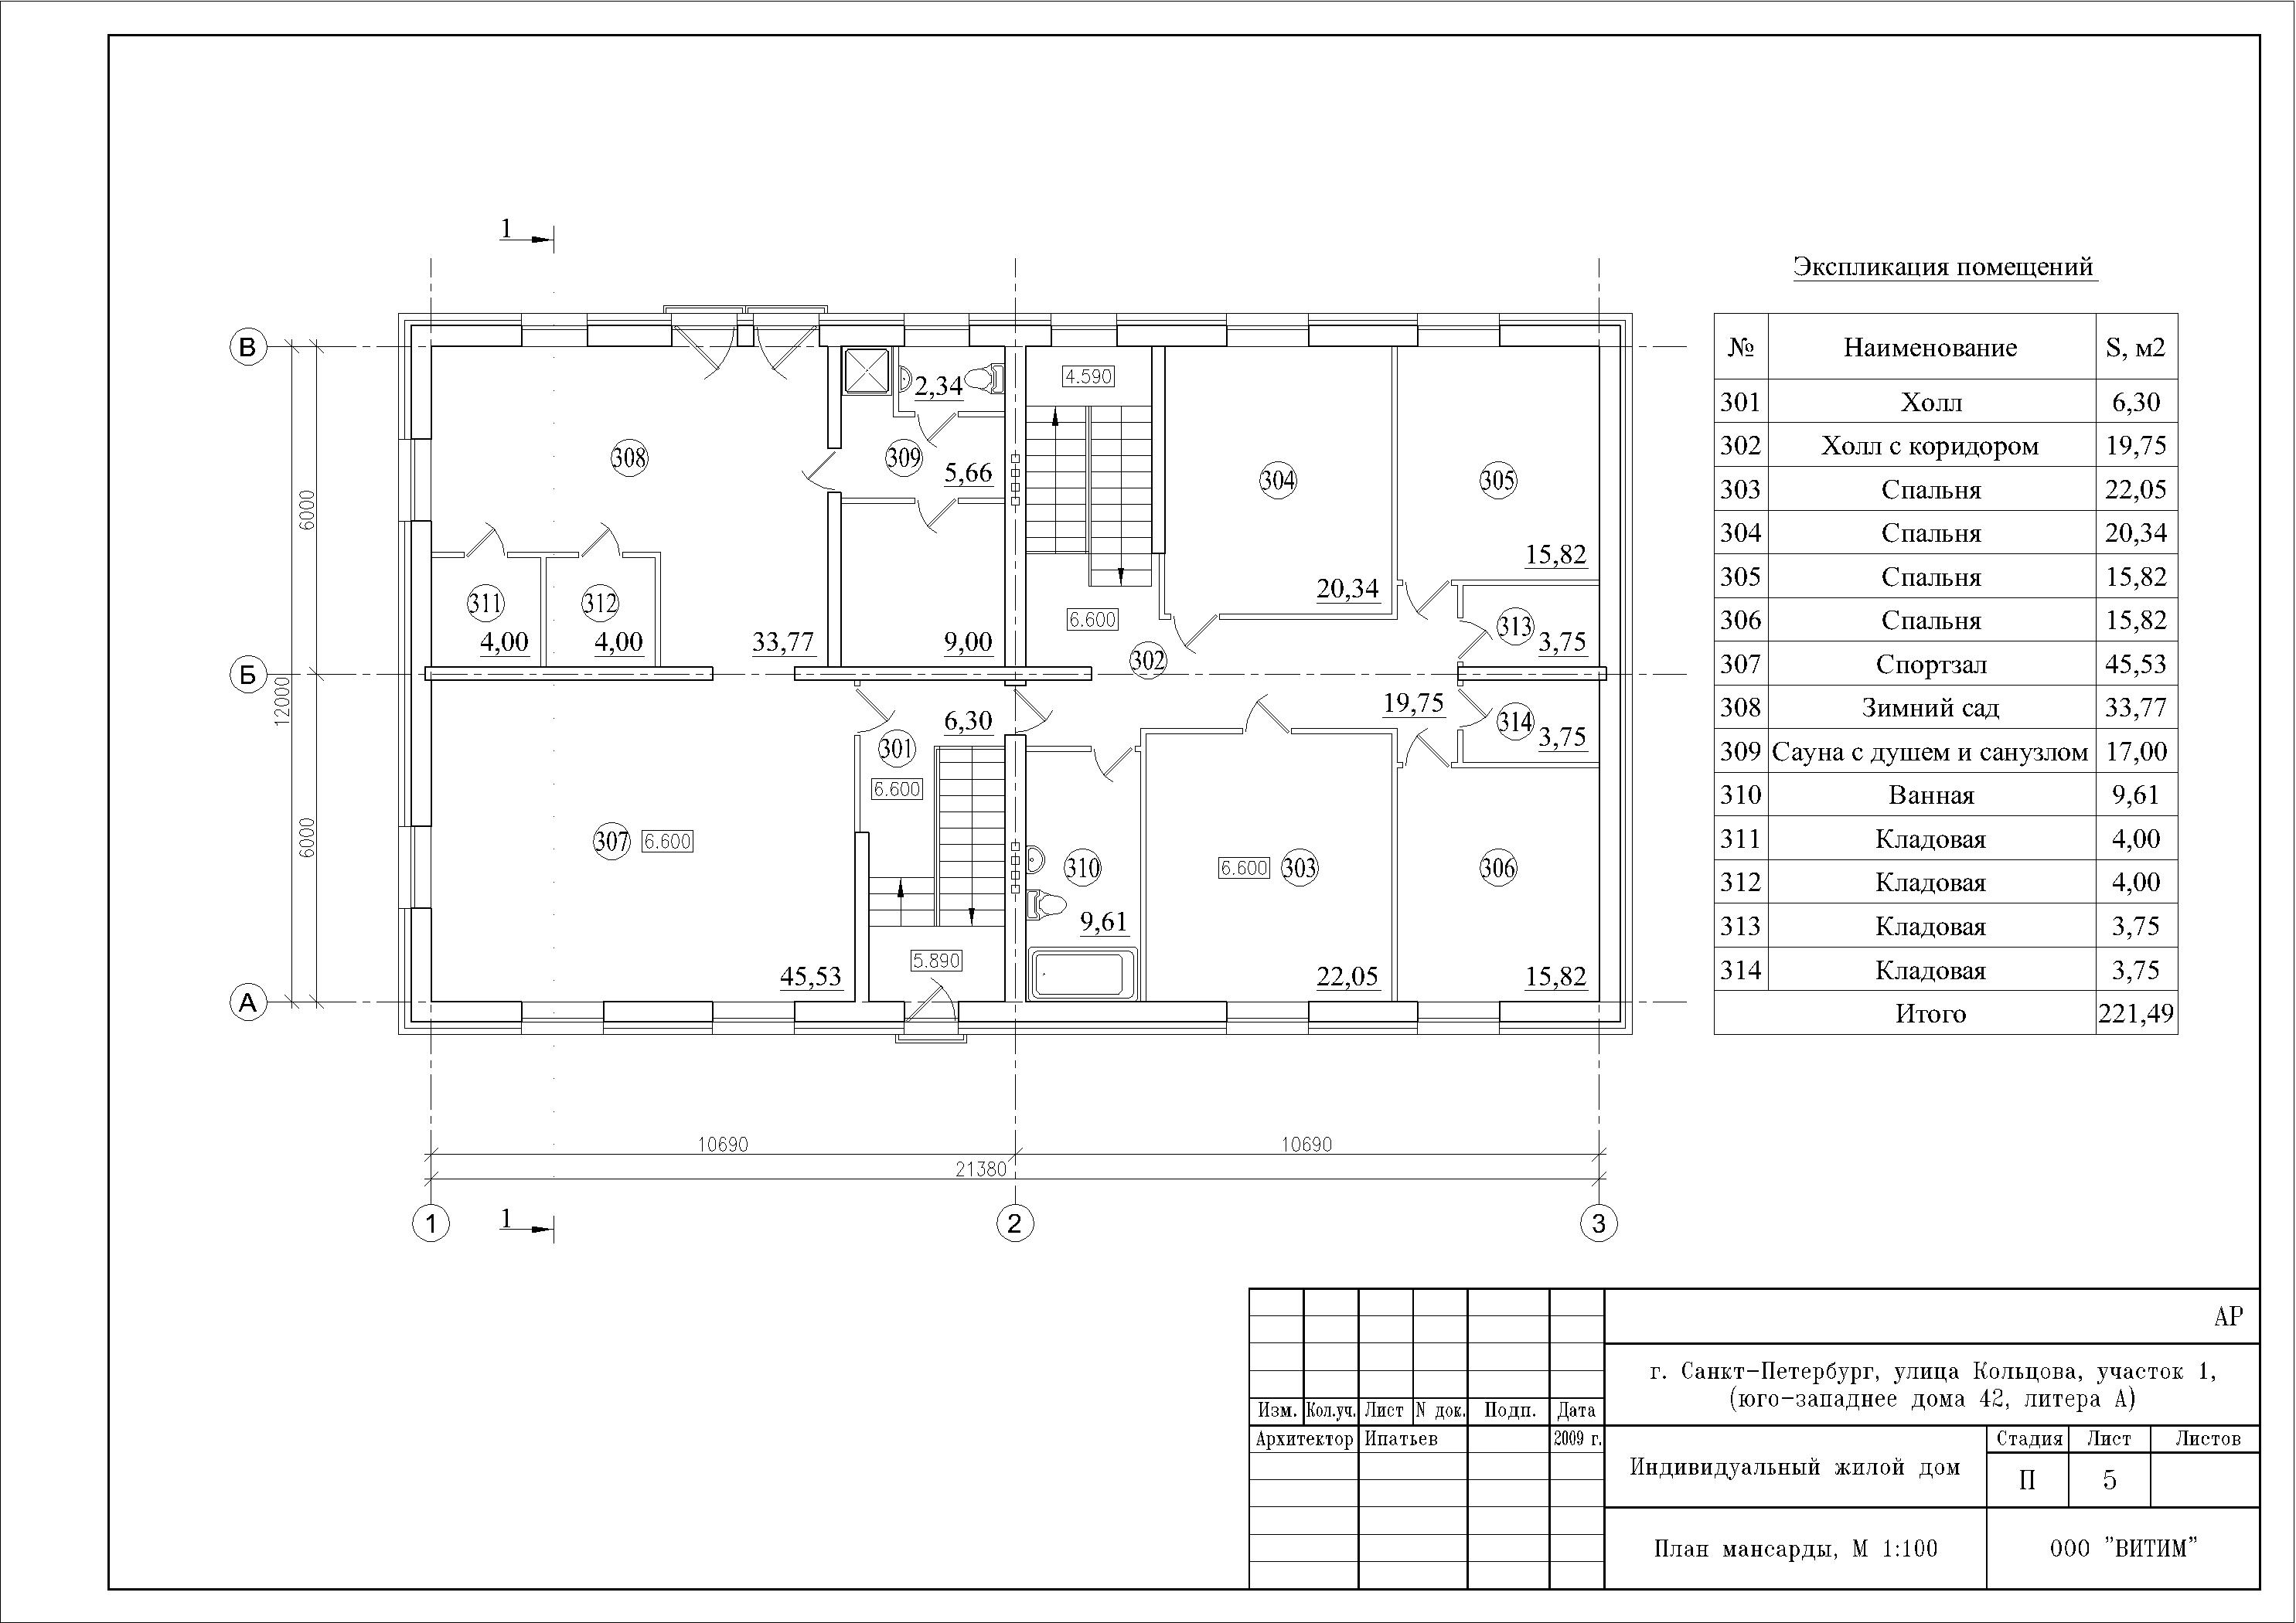 1
Экспликация помещений
№ Наименование S, м2
301 Холл 6,30
302 Холл с коридором 19,75
303 Спальня 22,05
304 Спальня 20,34
305 Спальня 15,82
306 Спальня 15,82
307 Спортзал 45,53
308 Зимний сад 33,77
309 Сауна с душем и санузлом 17,00
310 Ванная 9,61
311 Кладовая 4,00
312 Кладовая 4,00
313 Кладовая 3,75
314 Кладовая 3,75
Итого 221,49
В
4.590
2,34
308
309
5,66
304
305
6000
15,82
20,34
311
312
6.600
313
4,00
4,00
33,77
9,00
3,75
302
Б
12000
19,75
6,30
314
3,75
301
6.600
6000
307
6.600
310
6.600
303
306
9,61
5.890
45,53
22,05
15,82
А
10690
10690
21380
1
2
3
1
АР
г. Санкт-Петербург, улица Кольцова, участок 1,
(юго-западнее дома 42, литера А)
Изм. Кол.уч. Лист N док. Подп. Дата
Архитектор Ипатьев 2009 г.
Индивидуальный жилой дом
Стадия Лист Листов
П 5
План мансарды, М 1:100
ООО "ВИТИМ"